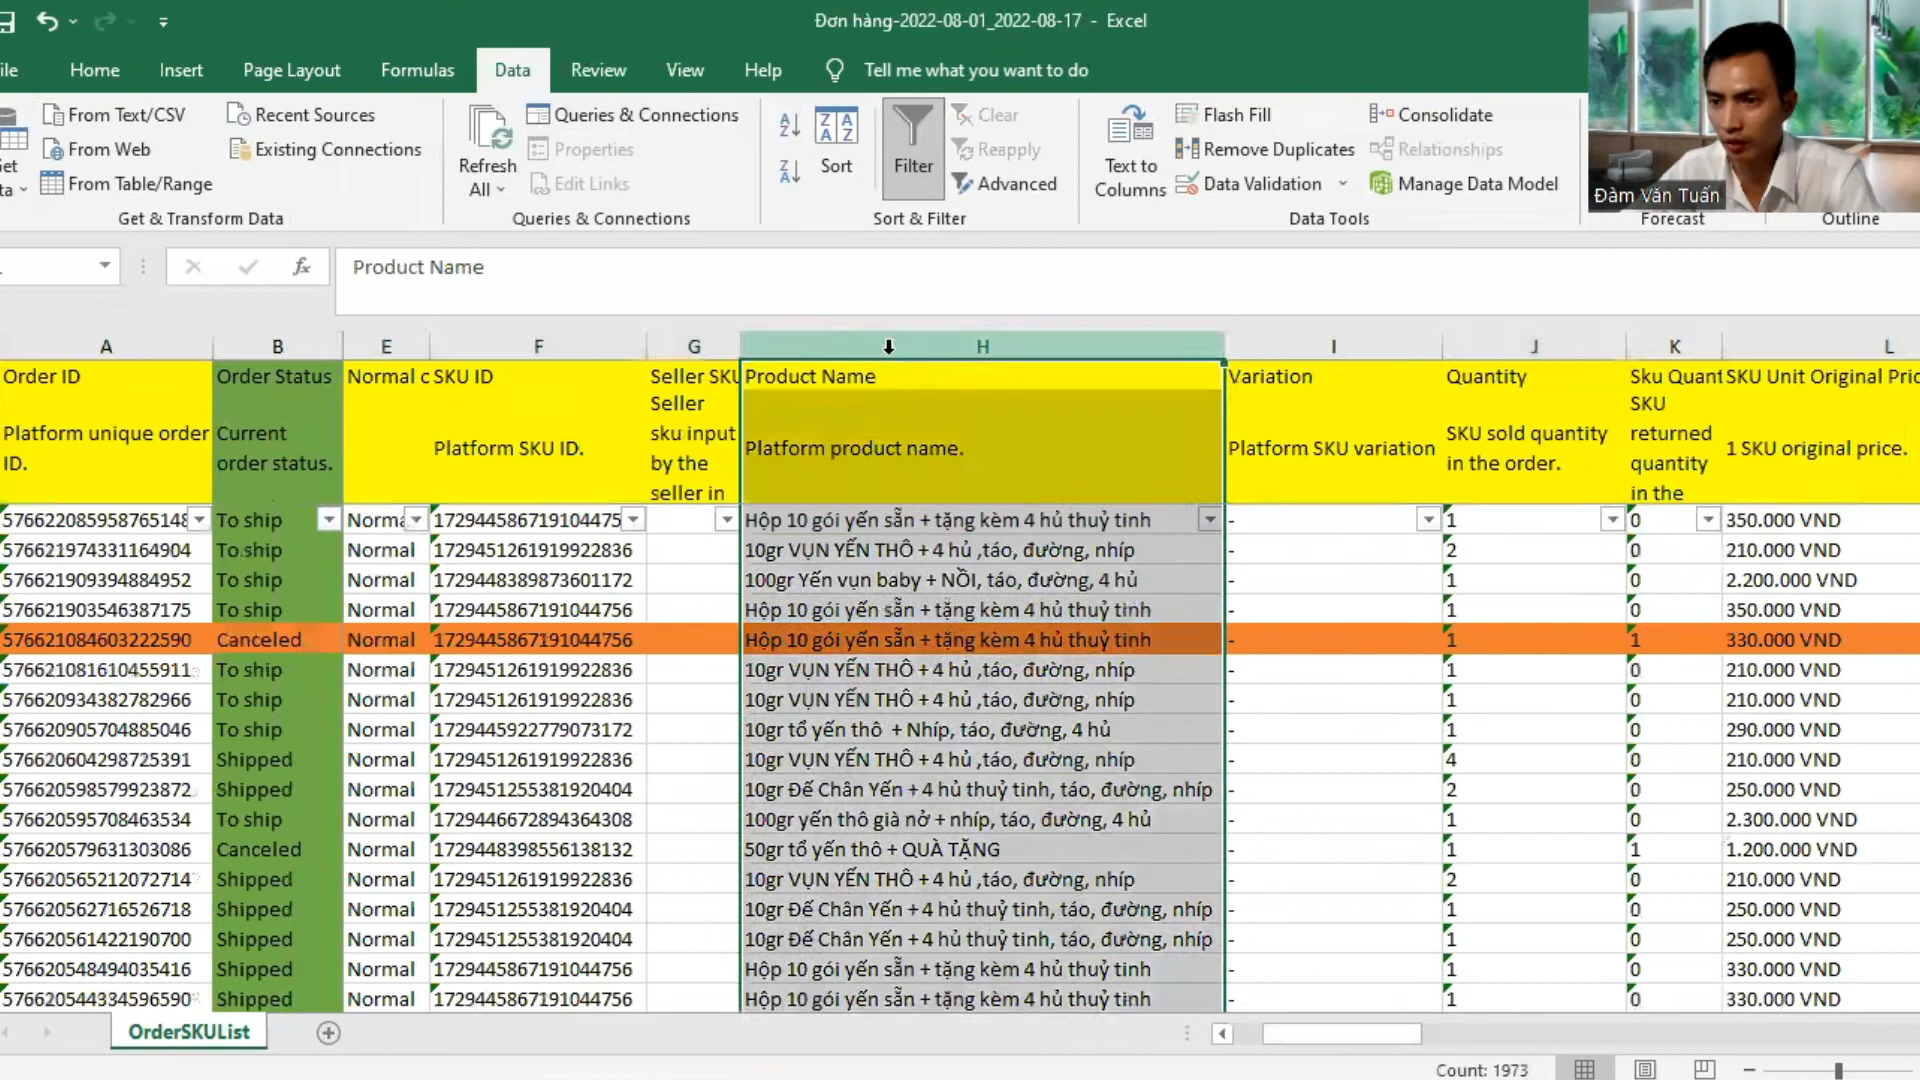 Đơn hàng-2022-08-01_2022-08-17 - Excel
Home Insert Page Layout Formulas Data Review View Help Tell me what you want to do
From Text/CSV
From Web
From Table/Range
Recent Sources
Existing Connections
Get & Transform Data
Refresh
All
Queries & Connections
Properties
Edit Links
Queries & Connections
Sort
Filter
Clear
Reapply
Advanced
Sort & Filter
Text to
Columns
Flash Fill
Remove Duplicates
Data Validation
Consolidate
Relationships
Manage Data Model
Data Tools
Đàm Văn Tuấn
Forecast
Outline
fx Product Name
A B E F G H I J K L
Order ID Order Status Normal c SKU ID Seller SKU Product Name Variation Quantity Sku Quant SKU Unit Original Pric
Platform unique order ID. Current order status. Platform SKU ID. Seller sku input by the seller in Platform product name. Platform SKU variation SKU sold quantity in the order. SKU returned quantity in the 1 SKU original price.
57662208595876514 To ship Norma 172944586719104475 Hộp 10 gói yến sẵn + tặng kèm 4 hủ thuỷ tinh - 1 0 350.000 VND
576621974331164904 To ship Normal 1729451261919922836 10gr VỤN YẾN THÔ + 4 hủ ,táo, đường, nhíp - 2 0 210.000 VND
576621909394884952 To ship Normal 1729448389873601172 100gr Yến vụn baby + NỒI, táo, đường, 4 hủ - 1 0 2.200.000 VND
576621903546387175 To ship Normal 1729445867191044756 Hộp 10 gói yến sẵn + tặng kèm 4 hủ thuỷ tinh - 1 0 350.000 VND
576621084603222590 Canceled Normal 1729445867191044756 Hộp 10 gói yến sẵn + tặng kèm 4 hủ thuỷ tinh - 1 1 330.000 VND
576621081610455911 To ship Normal 1729451261919922836 10gr VỤN YẾN THÔ + 4 hủ ,táo, đường, nhíp - 1 0 210.000 VND
576620934382782966 To ship Normal 1729451261919922836 10gr VỤN YẾN THÔ + 4 hủ ,táo, đường, nhíp - 1 0 210.000 VND
576620905704885046 To ship Normal 1729445922779073172 10gr tổ yến thô + Nhíp, táo, đường, 4 hủ - 1 0 290.000 VND
576620604298725391 Shipped Normal 1729451261919922836 10gr VỤN YẾN THÔ + 4 hủ ,táo, đường, nhíp - 4 0 210.000 VND
576620598579923872 Shipped Normal 1729451255381920404 10gr Đế Chân Yến + 4 hủ thuỷ tinh, táo, đường, nhíp - 2 0 250.000 VND
576620595708463534 To ship Normal 1729446672894364308 100gr yến thô già nở + nhíp, táo, đường, 4 hủ - 1 0 2.300.000 VND
576620579631303086 Canceled Normal 1729448398556138132 50gr tổ yến thô + QUÀ TẶNG - 1 1 1.200.000 VND
576620565212072714 Shipped Normal 1729451261919922836 10gr VỤN YẾN THÔ + 4 hủ ,táo, đường, nhíp - 2 0 210.000 VND
576620562716526718 Shipped Normal 1729451255381920404 10gr Đế Chân Yến + 4 hủ thuỷ tinh, táo, đường, nhíp - 1 0 250.000 VND
576620561422190700 Shipped Normal 1729451255381920404 10gr Đế Chân Yến + 4 hủ thuỷ tinh, táo, đường, nhíp - 1 0 250.000 VND
576620548494035416 Shipped Normal 1729445867191044756 Hộp 10 gói yến sẵn + tặng kèm 4 hủ thuỷ tinh - 1 0 330.000 VND
576620544934596590 Shipped Normal 1729445867191044756 Hộp 10 gói yến sẵn + tặng kèm 4 hủ thuỷ tinh - 1 0 330.000 VND
OrderSKUList
Count: 1973